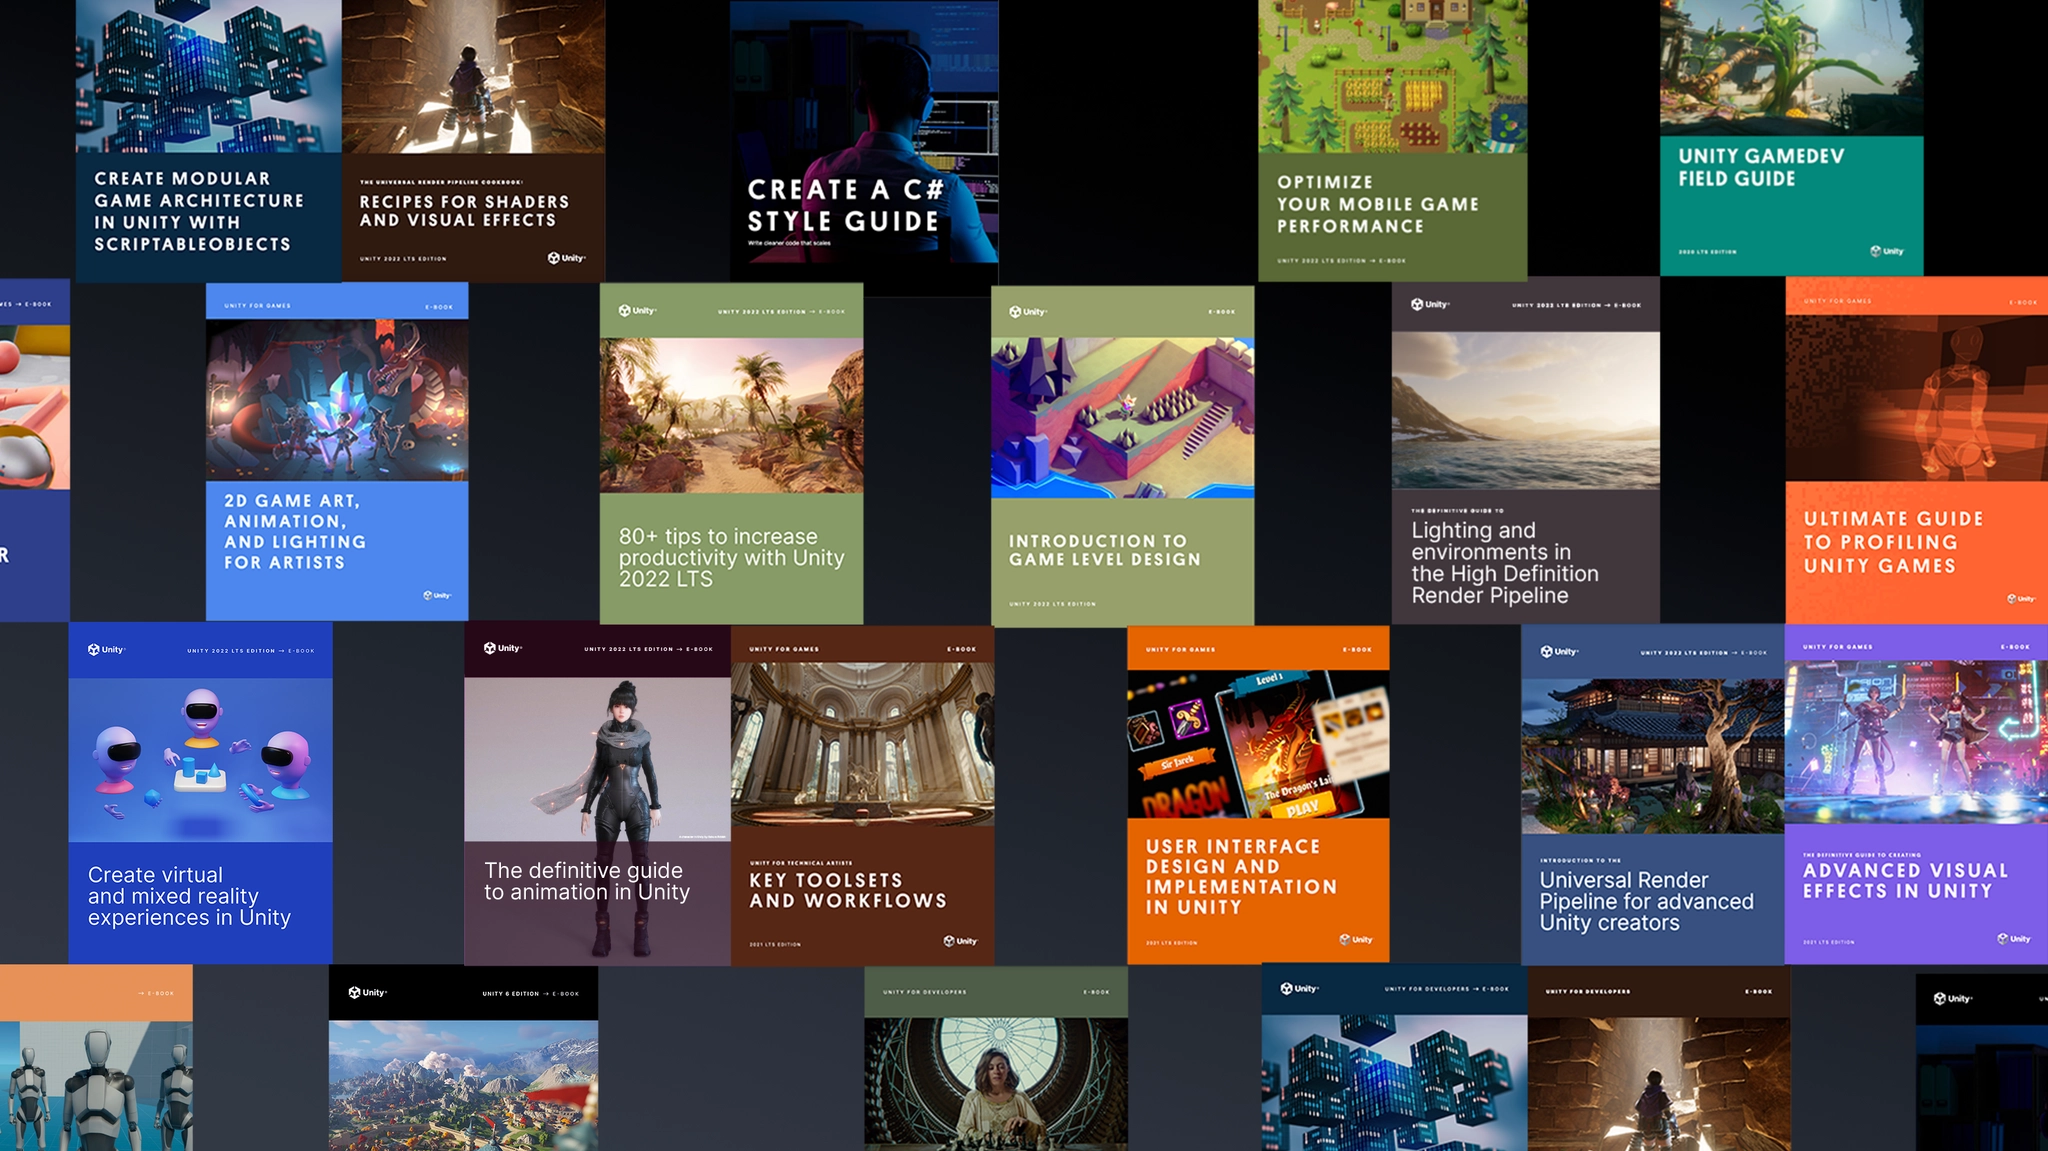 CREATE MODULAR
GAME ARCHITECTURE
IN UNITY WITH
SCRIPTABLEOBJECTS
THE UNIVERSAL RENDER PIPELINE COOKBOOK:
RECIPES FOR SHADERS
AND VISUAL EFFECTS
UNITY 2022 LTS EDITION
Unity
CREATE A C#
STYLE GUIDE
Write cleaner code that scales
OPTIMIZE
YOUR MOBILE GAME
PERFORMANCE
UNITY 2022 LTS EDITION → E-BOOK
UNITY GAMEDEV
FIELD GUIDE
2020 LTS EDITION
Unity
MES → E-BOOK
R
UNITY FOR GAMES
E-BOOK
2D GAME ART,
ANIMATION,
AND LIGHTING
FOR ARTISTS
Unity
Unity
UNITY 2022 LTS EDITION → E-BOOK
80+ tips to increase
productivity with Unity
2022 LTS
Unity
E-BOOK
INTRODUCTION TO
GAME LEVEL DESIGN
UNITY 2022 LTS EDITION
Unity
UNITY 2022 LTS EDITION → E-BOOK
THE DEFINITIVE GUIDE TO
Lighting and
environments in
the High Definition
Render Pipeline
UNITY FOR GAMES
E-BOOK
ULTIMATE GUIDE
TO PROFILING
UNITY GAMES
Unity
Unity
UNITY 2022 LTS EDITION → E-BOOK
Create virtual
and mixed reality
experiences in Unity
Unity
UNITY 2022 LTS EDITION → E-BOOK
The definitive guide
to animation in Unity
UNITY FOR GAMES
E-BOOK
UNITY FOR TECHNICAL ARTISTS
KEY TOOLSETS
AND WORKFLOWS
2021 LTS EDITION
Unity
UNITY FOR GAMES
E-BOOK
Level 1
Sir Jarek
DRAGON
The Dragon's Lai
PLAY
USER INTERFACE
DESIGN AND
IMPLEMENTATION
IN UNITY
2021 LTS EDITION
Unity
Unity
UNITY 2022 LTS EDITION → E-BOOK
INTRODUCTION TO THE
Universal Render
Pipeline for advanced
Unity creators
UNITY FOR GAMES
E-BOOK
THE DEFINITIVE GUIDE TO CREATING
ADVANCED VISUAL
EFFECTS IN UNITY
2021 LTS EDITION
Unity
→ E-BOOK
Unity
UNITY 6 EDITION → E-BOOK
UNITY FOR DEVELOPERS
E-BOOK
Unity
UNITY FOR DEVELOPERS → E-BOOK
UNITY FOR DEVELOPERS
E-BOOK
Unity